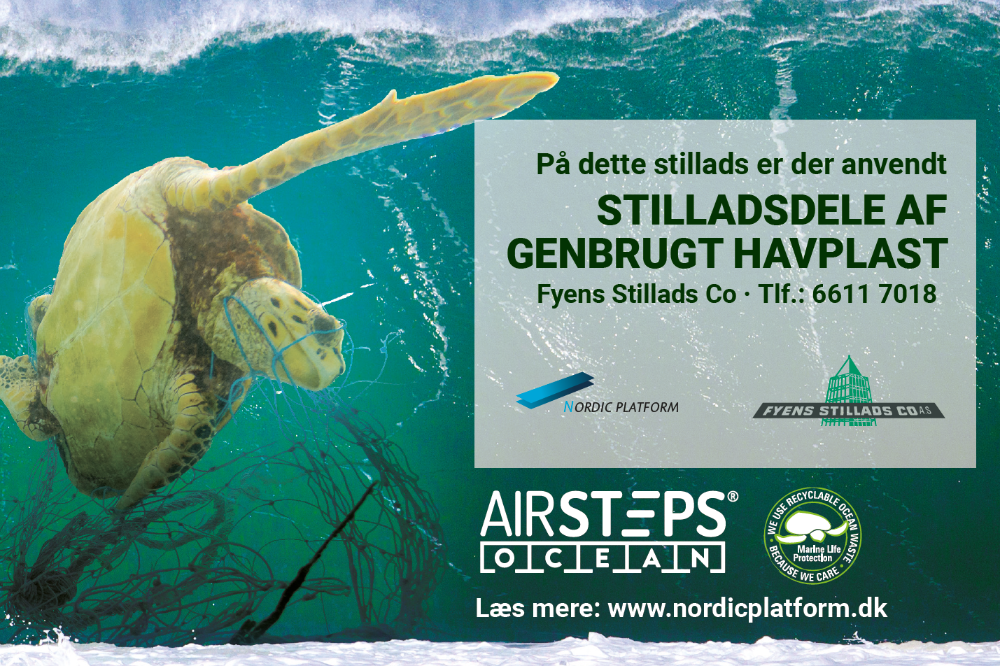 På dette stillads er der anvendt
STILLADSDELE AF
GENBRUGT HAVPLAST
Fyens Stillads Co · Tlf.: 6611 7018
NORDIC PLATFORM
FYENS STILLADS CO A.S
AIRSTEPS®
OCEAN
WE USE RECYCLABLE OCEAN WASTE
Marine Life
Protection
• BECAUSE WE CARE •
Læs mere: www.nordicplatform.dk